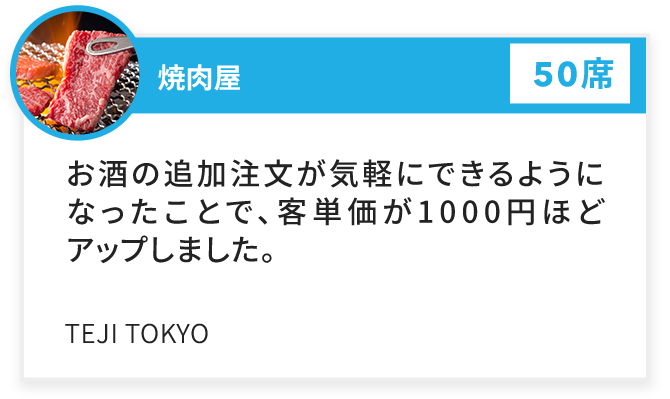 焼肉屋
50席
お酒の追加注文が気軽にできるように
なったことで、客単価が1000円ほど
アップしました。
TEJI TOKYO